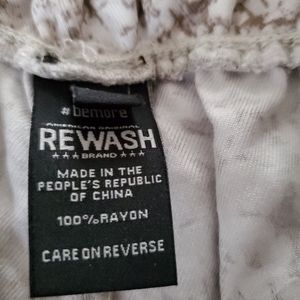 #bemore
AMERICAN ORIGINAL
REWASH
BRAND
MADE IN THE
PEOPLE'S REPUBLIC
OF CHINA
100% RAYON
CARE ON REVERSE